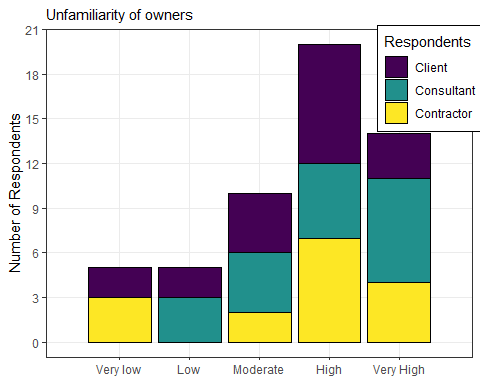 Unfamiliarity of owners
Respondents
Client
Consultant
Contractor
Number of Respondents
21
18
15
12
9
6
3
0
Very low
Low
Moderate
High
Very High